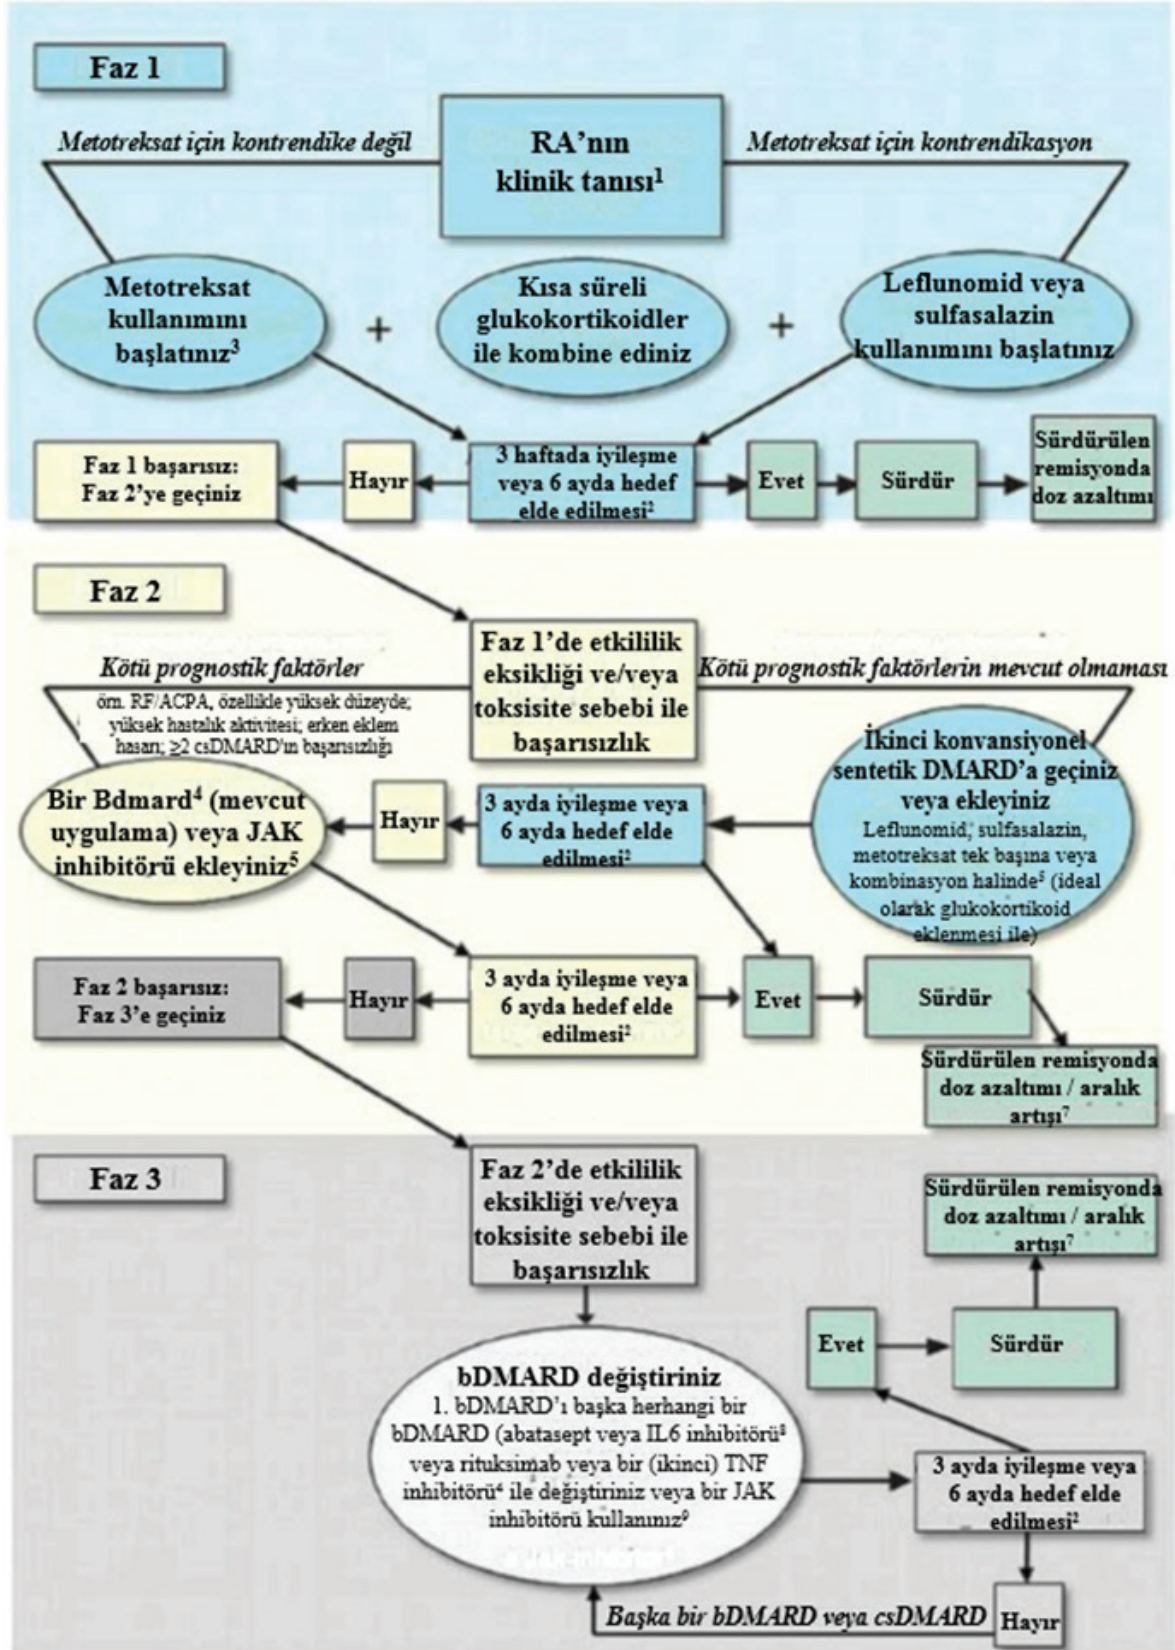 Faz 1
Metotreksat için kontrendike değil
RA'nın
klinik tanısı¹
Metotreksat için kontrendikasyon
Metotreksat
kullanımını
başlatınız³
+
Kısa süreli
glukokortikoidler
ile kombine ediniz
+
Leflunomid veya
sulfasalazin
kullanımını başlatınız
Faz 1 başarısız:
Faz 2'ye geçiniz
Hayır
3 haftada iyileşme
veya 6 ayda hedef
elde edilmesi²
Evet
Sürdür
Sürdürülen
remisyonda
doz azaltımı
Faz 2
Kötü prognostik faktörler
örn. RF/ACPA, özellikle yüksek düzeyde;
yüksek hastalık aktivitesi; erken eklem
hasarı; ≥2 csDMARD'ın başarısızlığı
Faz 1'de etkililik
eksikliği ve/veya
toksisite sebebi ile
başarısızlık
Kötü prognostik faktörlerin mevcut olmaması
Bir Bdmard⁴ (mevcut
uygulama) veya JAK
inhibitörü ekleyiniz⁵
Hayır
3 ayda iyileşme veya
6 ayda hedef elde
edilmesi²
İkinci konvansiyonel
sentetik DMARD'a geçiniz
veya ekleyiniz
Leflunomid, sulfasalazin,
metotreksat tek başına veya
kombinasyon halinde⁵ (ideal
olarak glukokortikoid
eklenmesi ile)
Faz 2 başarısız:
Faz 3'e geçiniz
Hayır
3 ayda iyileşme veya
6 ayda hedef elde
edilmesi²
Evet
Sürdür
Sürdürülen remisyonda
doz azaltımı / aralık
artışı⁷
Faz 3
Faz 2'de etkililik
eksikliği ve/veya
toksisite sebebi ile
başarısızlık
Sürdürülen remisyonda
doz azaltımı / aralık
artışı⁷
Evet
Sürdür
bDMARD değiştiriniz
1. bDMARD'ı başka herhangi bir
bDMARD (abatasept veya IL6 inhibitörü⁸
veya rituksimab veya bir (ikinci) TNF
inhibitörü⁴ ile değiştiriniz veya bir JAK
inhibitörü kullanınız⁹
3 ayda iyileşme veya
6 ayda hedef elde
edilmesi²
Başka bir bDMARD veya csDMARD
Hayır